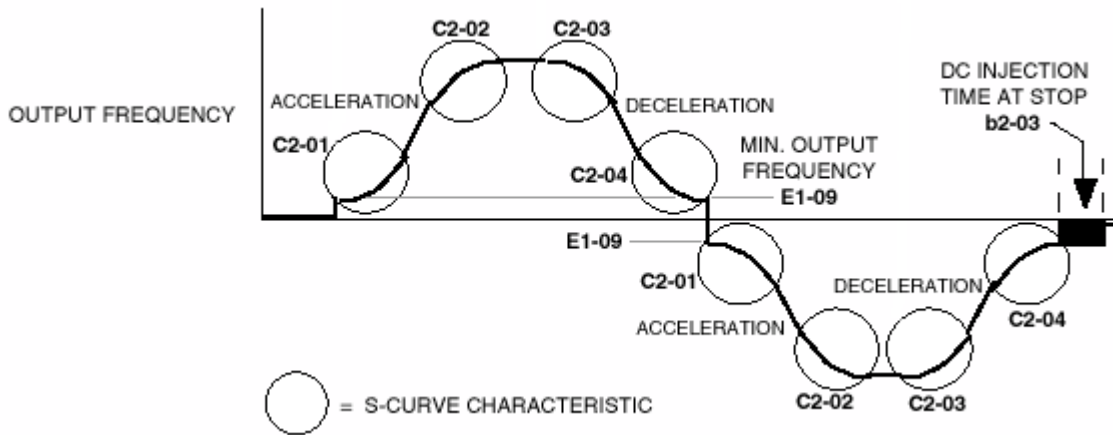 C2-02
C2-03
DC INJECTION
TIME AT STOP
b2-03
ACCELERATION
DECELERATION
OUTPUT FREQUENCY
C2-01
MIN. OUTPUT
FREQUENCY
C2-04
E1-09
E1-09
C2-01
DECELERATION
ACCELERATION
C2-04
C2-02
C2-03
= S-CURVE CHARACTERISTIC